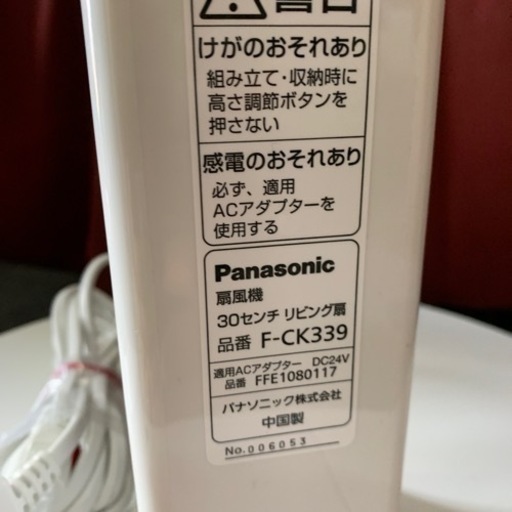 警告
けがのおそれあり
組み立て・収納時に
高さ調節ボタンを
押さない
感電のおそれあり
必ず、適用
ACアダプターを
使用する
Panasonic
扇風機
30センチ リビング扇
品番 F-CK339
適用ACアダプター DC24V
品番 FFE1080117
パナソニック株式会社
中国製
No.006053